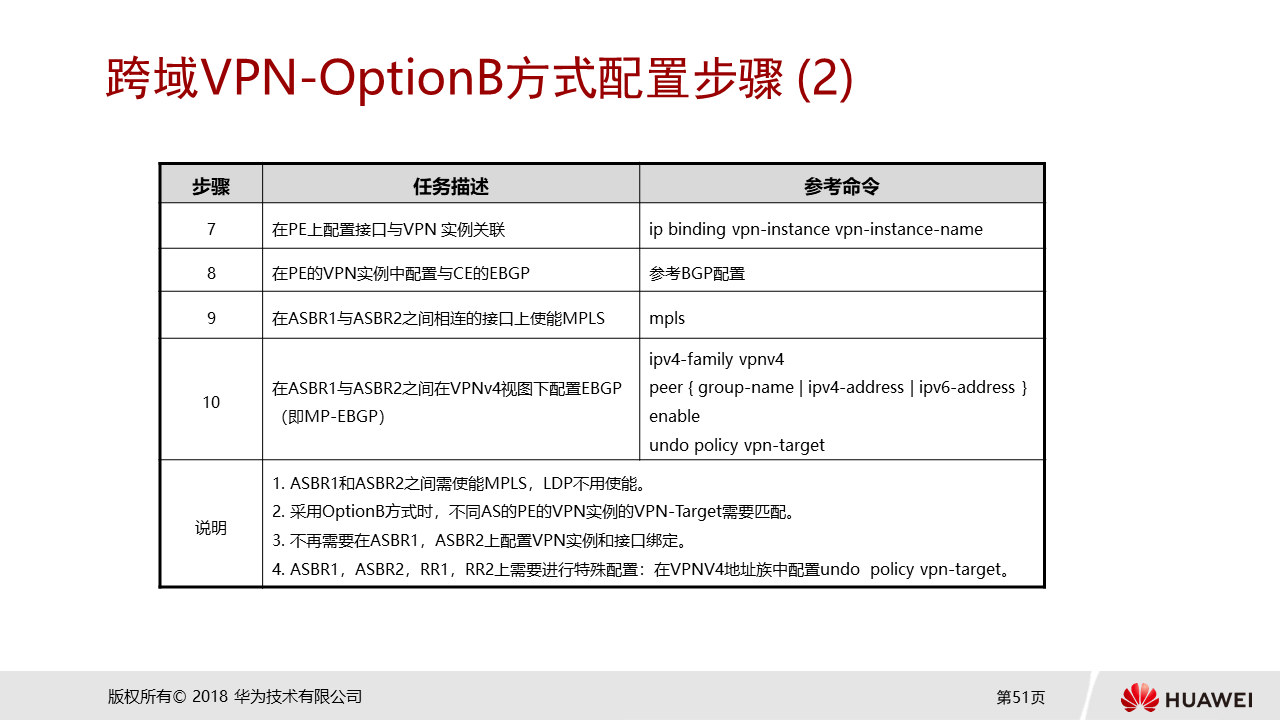 跨域VPN-OptionB方式配置步骤 (2)
步骤 任务描述 参考命令
7 在PE上配置接口与VPN 实例关联 ip binding vpn-instance vpn-instance-name
8 在PE的VPN实例中配置与CE的EBGP 参考BGP配置
9 在ASBR1与ASBR2之间相连的接口上使能MPLS mpls
10
在ASBR1与ASBR2之间在VPNv4视图下配置EBGP
（即MP-EBGP）
ipv4-family vpnv4
peer { group-name | ipv4-address | ipv6-address }
enable
undo policy vpn-target
说明
1. ASBR1和ASBR2之间需使能MPLS，LDP不用使能。
2. 采用OptionB方式时，不同AS的PE的VPN实例的VPN-Target需要匹配。
3. 不再需要在ASBR1，ASBR2上配置VPN实例和接口绑定。
4. ASBR1，ASBR2，RR1，RR2上需要进行特殊配置：在VPNV4地址族中配置undo  policy vpn-target。
版权所有© 2018 华为技术有限公司
第51页
HUAWEI